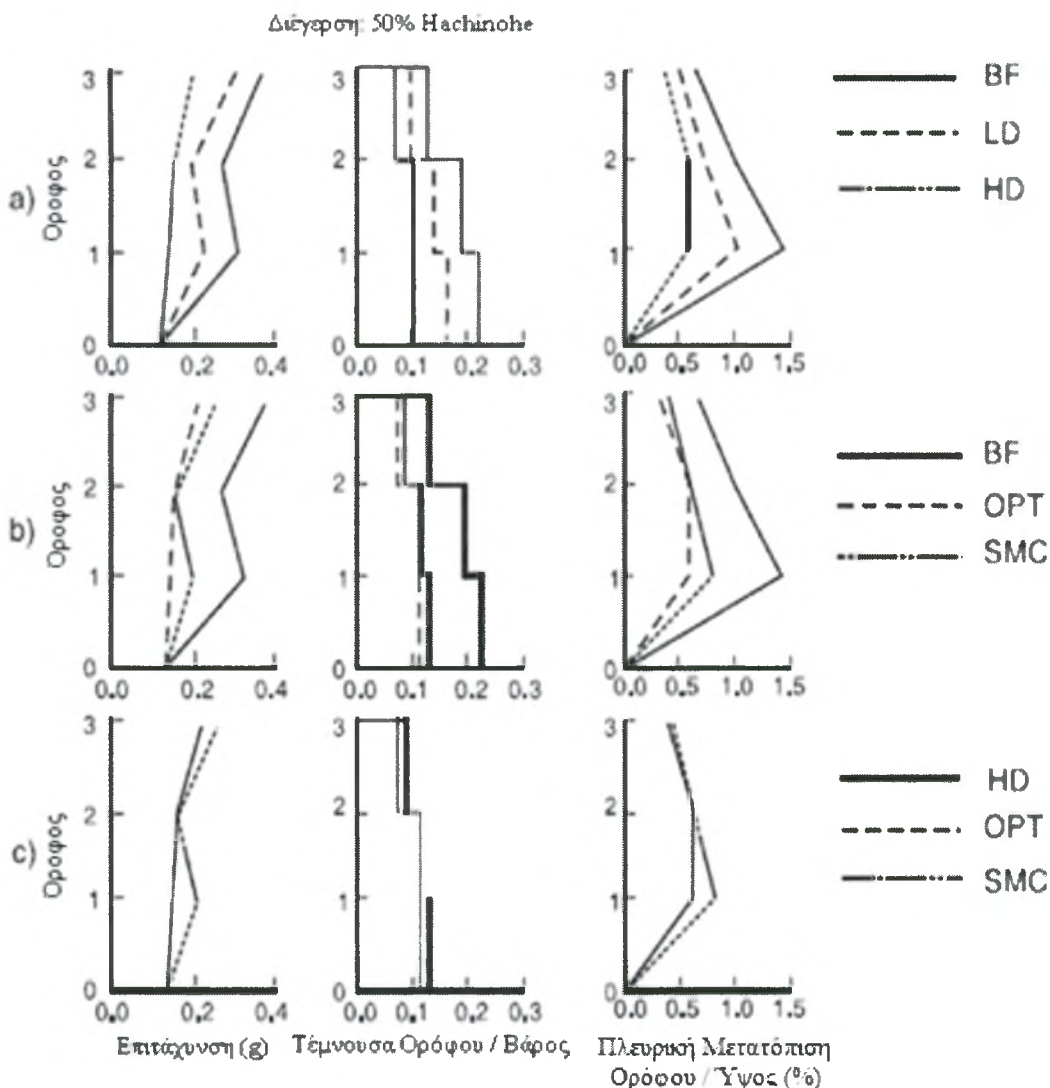 Διέγερση: 50% Hachinohe
a)
Όροφος
3
2
1
0
0.0 0.2 0.4
3
2
1
0
0.0 0.1 0.2 0.3
3
2
1
0
0.0 0.5 1.0 1.5
BF
LD
HD
b)
Όροφος
3
2
1
0
0.0 0.2 0.4
3
2
1
0
0.0 0.1 0.2 0.3
3
2
1
0
0.0 0.5 1.0 1.5
BF
OPT
SMC
c)
Όροφος
3
2
1
0
0.0 0.2 0.4
3
2
1
0
0.0 0.1 0.2 0.3
3
2
1
0
0.0 0.5 1.0 1.5
HD
OPT
SMC
Επιτάχυνση (g)
Τέμνουσα Ορόφου / Βάρος
Πλευρική Μετατόπιση
Ορόφου / Ύψος (%)